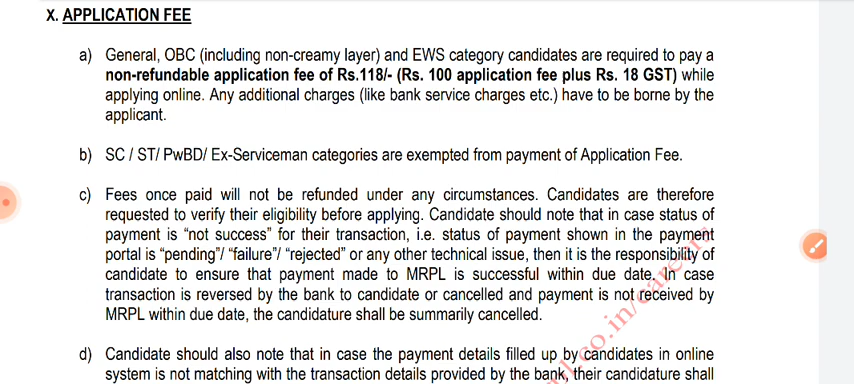 X. APPLICATION FEE
a) General, OBC (including non-creamy layer) and EWS category candidates are required to pay a
non-refundable application fee of Rs.118/- (Rs. 100 application fee plus Rs. 18 GST) while
applying online. Any additional charges (like bank service charges etc.) have to be borne by the
applicant.
b) SC / ST/ PwBD/ Ex-Serviceman categories are exempted from payment of Application Fee.
c) Fees once paid will not be refunded under any circumstances. Candidates are therefore
requested to verify their eligibility before applying. Candidate should note that in case status of
payment is “not success” for their transaction, i.e. status of payment shown in the payment
portal is “pending”/ “failure”/ “rejected” or any other technical issue, then it is the responsibility of
candidate to ensure that payment made to MRPL is successful within due date. In case
transaction is reversed by the bank to candidate or cancelled and payment is not received by
MRPL within due date, the candidature shall be summarily cancelled.
d) Candidate should also note that in case the payment details filled up by candidates in online
system is not matching with the transaction details provided by the bank, their candidature shall